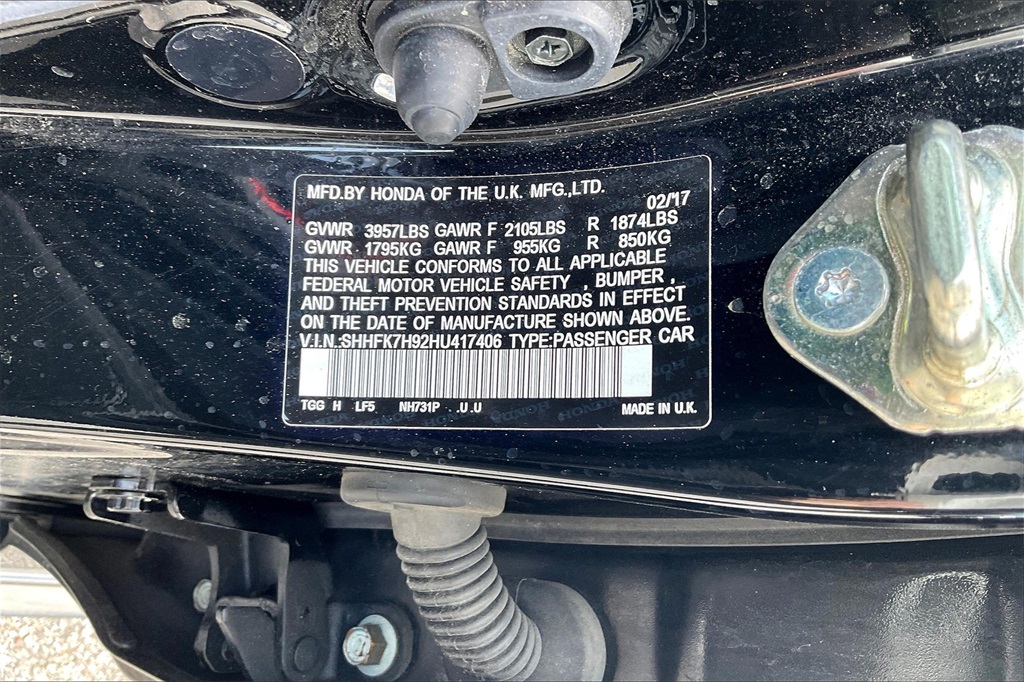 MFD.BY HONDA OF THE U.K. MFG.,LTD.
02/17
GVWR 3957LBS GAWR F 2105LBS R 1874LBS
GVWR 1795KG GAWR F 955KG R 850KG
THIS VEHICLE CONFORMS TO ALL APPLICABLE
FEDERAL MOTOR VEHICLE SAFETY , BUMPER ,
AND THEFT PREVENTION STANDARDS IN EFFECT
ON THE DATE OF MANUFACTURE SHOWN ABOVE.
V.I.N.:SHHFK7H92HU417406 TYPE:PASSENGER CAR
TGG H LF5 NH731P .U.U MADE IN U.K.